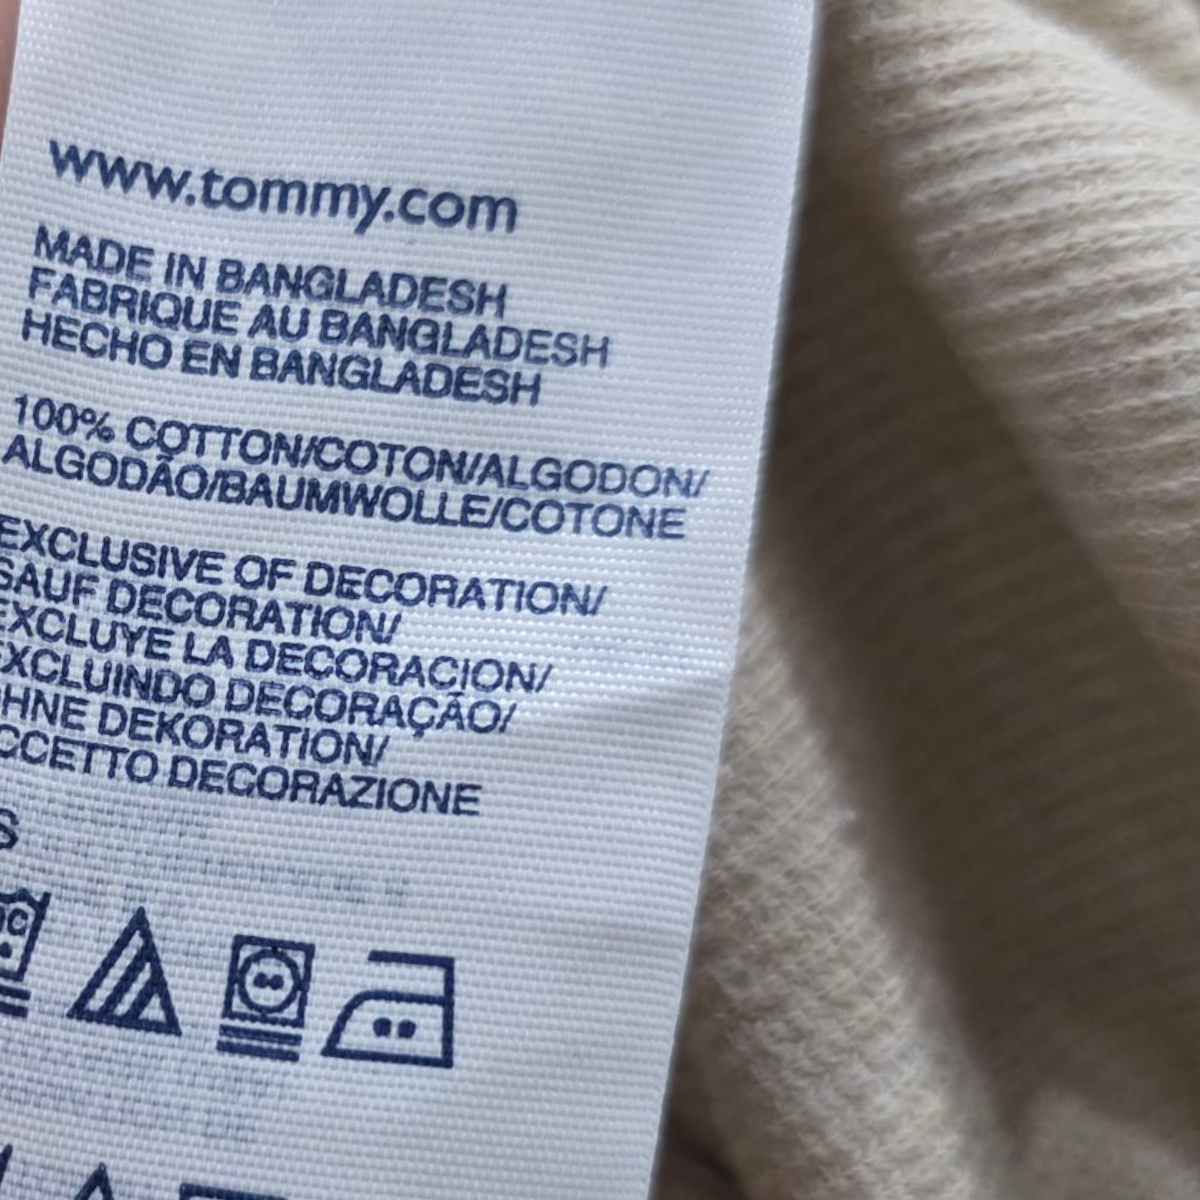 www.tommy.com
MADE IN BANGLADESH
FABRIQUE AU BANGLADESH
HECHO EN BANGLADESH
100% COTTON/COTON/ALGODON/
ALGODÃO/BAUMWOLLE/COTONE
EXCLUSIVE OF DECORATION/
SAUF DECORATION/
EXCLUYE LA DECORACION/
EXCLUINDO DECORAÇÃO/
OHNE DEKORATION/
ECCETTO DECORAZIONE